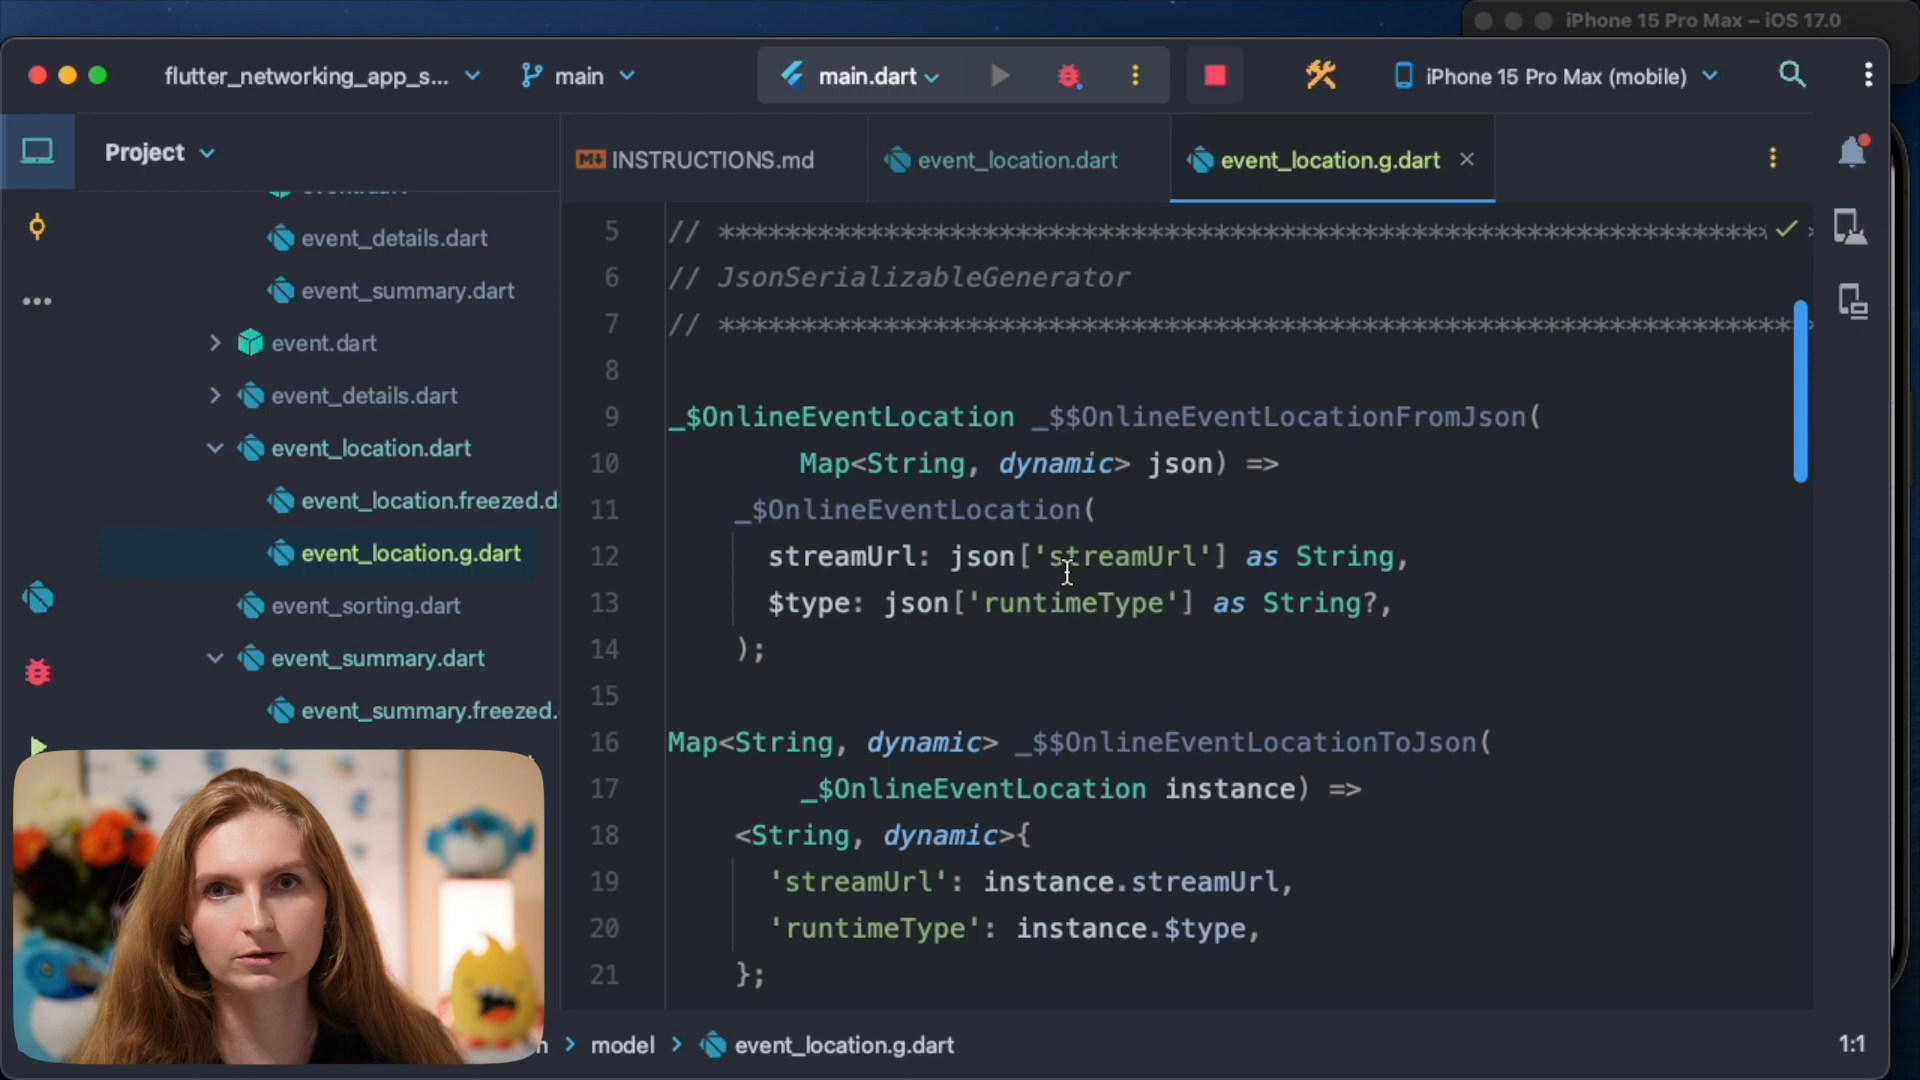 iPhone 15 Pro Max – iOS 17.0
flutter_networking_app_s...
main
main.dart
iPhone 15 Pro Max (mobile)
Project
INSTRUCTIONS.md
event_location.dart
event_location.g.dart
event_details.dart
event_summary.dart
event.dart
event_details.dart
event_location.dart
event_location.freezed.d
event_location.g.dart
event_sorting.dart
event_summary.dart
event_summary.freezed.
5 // ****************************************************************
6 // JsonSerializableGenerator
7 // ******************************************************************
8
9 _$OnlineEventLocation _$$OnlineEventLocationFromJson(
10 Map<String, dynamic> json) =>
11 _$OnlineEventLocation(
12 streamUrl: json['streamUrl'] as String,
13 $type: json['runtimeType'] as String?,
14 );
15
16 Map<String, dynamic> _$$OnlineEventLocationToJson(
17 _$OnlineEventLocation instance) =>
18 <String, dynamic>{
19 'streamUrl': instance.streamUrl,
20 'runtimeType': instance.$type,
21 };
model > event_location.g.dart
1:1